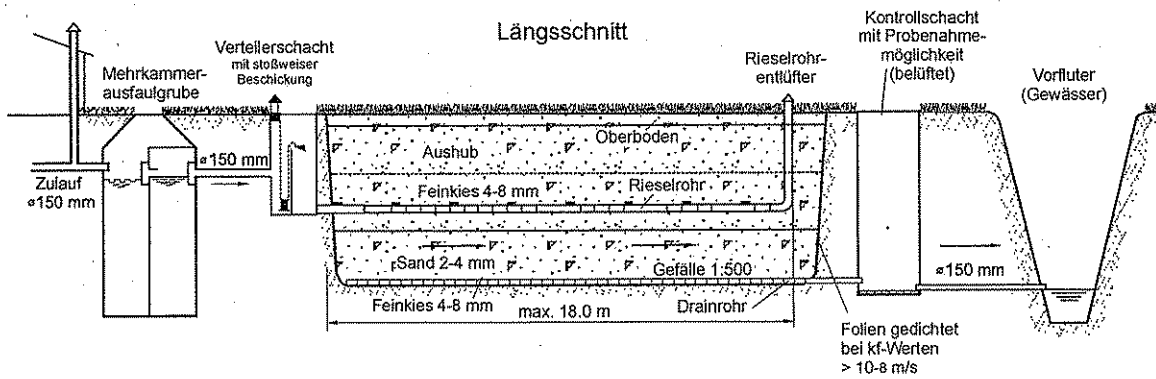 Längsschnitt
Mehrkammer-
ausfaulgrube
Verteilerschacht
mit stoßweiser
Beschickung
Rieselrohr-
entlüfter
Kontrollschacht
mit Probenahme-
möglichkeit
(belüftet)
Vorfluter
(Gewässer)
Oberboden
Aushub
ø150 mm
Zulauf
ø150 mm
Feinkies 4-8 mm
Rieselrohr
Sand 2-4 mm
Gefälle 1:500
ø150 mm
Feinkies 4-8 mm
Drainrohr
max. 18.0 m
Folien gedichtet
bei kf-Werten
> 10-8 m/s